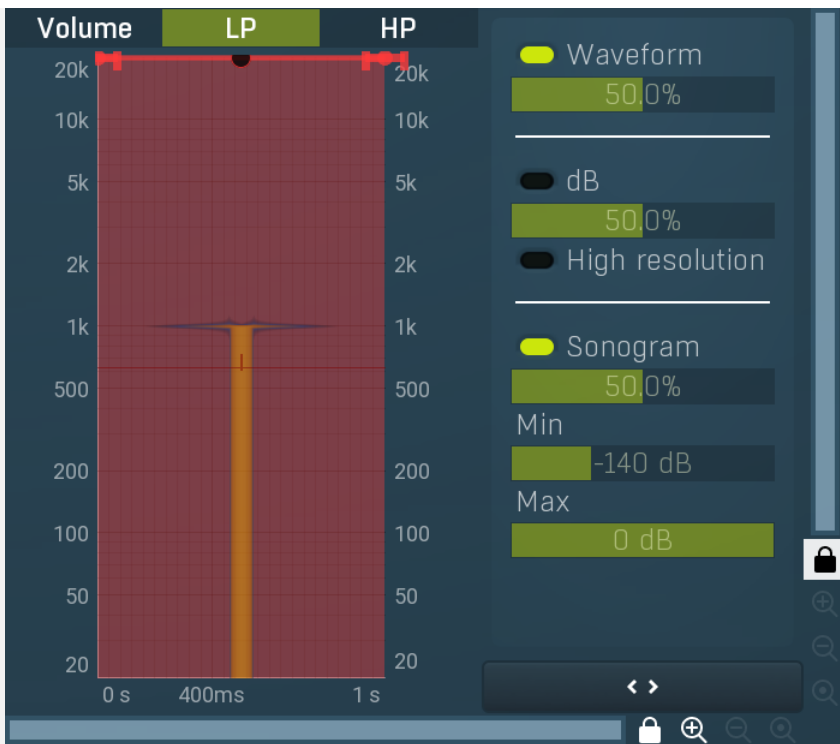 Volume LP HP
20k 20k
10k 10k
5k 5k
2k 2k
1k 1k
500 500
200 200
100 100
50 50
20 20
0 s 400ms 1 s
Waveform
50.0%
dB
50.0%
High resolution
Sonogram
50.0%
Min
-140 dB
Max
0 dB